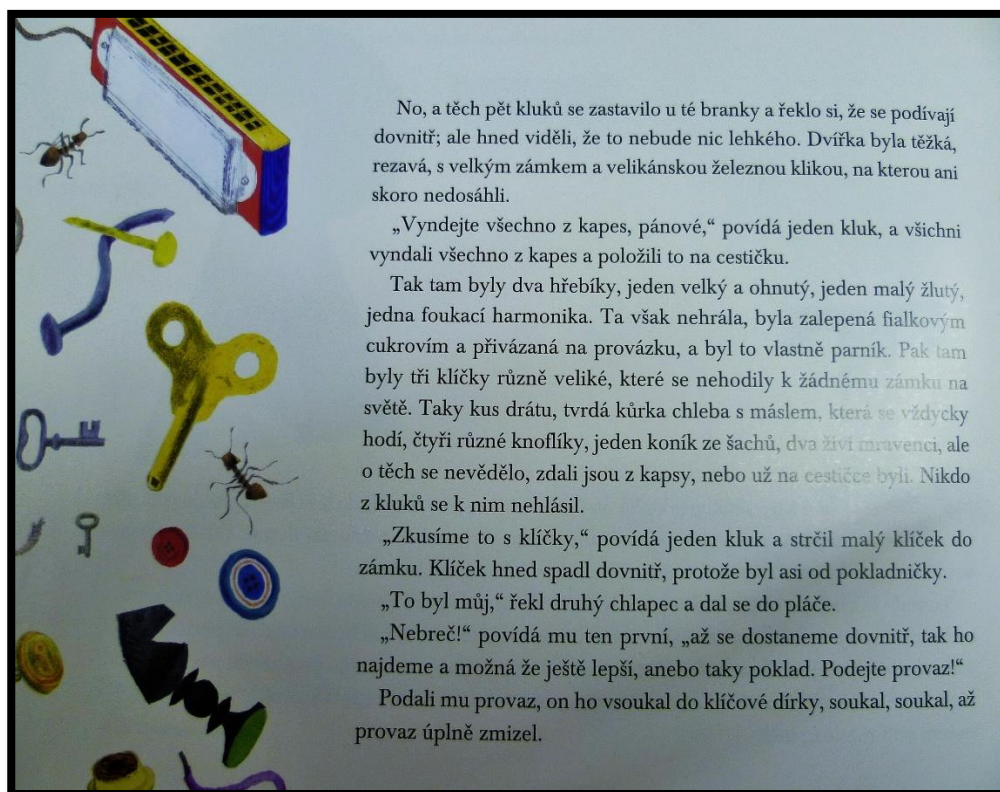 No, a těch pět kluků se zastavilo u té branky a řeklo si, že se podívají
dovnitř; ale hned viděli, že to nebude nic lehkého. Dvířka byla těžká,
rezavá, s velkým zámkem a velikánskou železnou klikou, na kterou ani
skoro nedosáhli.
„Vyndejte všechno z kapes, pánové,“ povídá jeden kluk, a všichni
vyndali všechno z kapes a položili to na cestičku.
Tak tam byly dva hřebíky, jeden velký a ohnutý, jeden malý žlutý,
jedna foukací harmonika. Ta však nehrála, byla zalepená fialkovým
cukrovím a přivázaná na provázku, a byl to vlastně parník. Pak tam
byly tři klíčky různě veliké, které se nehodily k žádnému zámku na
světě. Taky kus drátu, tvrdá kůrka chleba s máslem, která se vždycky
hodí, čtyři různé knoflíky, jeden koník ze šachů, dva živí mravenci, ale
o těch se nevědělo, zdali jsou z kapsy, nebo už na cestičce byli. Nikdo
z kluků se k nim nehlásil.
„Zkusíme to s klíčky,“ povídá jeden kluk a strčil malý klíček do
zámku. Klíček hned spadl dovnitř, protože byl asi od pokladničky.
„To byl můj,“ řekl druhý chlapec a dal se do pláče.
„Nebreč!“ povídá mu ten první, „až se dostaneme dovnitř, tak ho
najdeme a možná že ještě lepší, anebo taky poklad. Podejte provaz!“
Podali mu provaz, on ho vsoukal do klíčové dírky, soukal, soukal, až
provaz úplně zmizel.